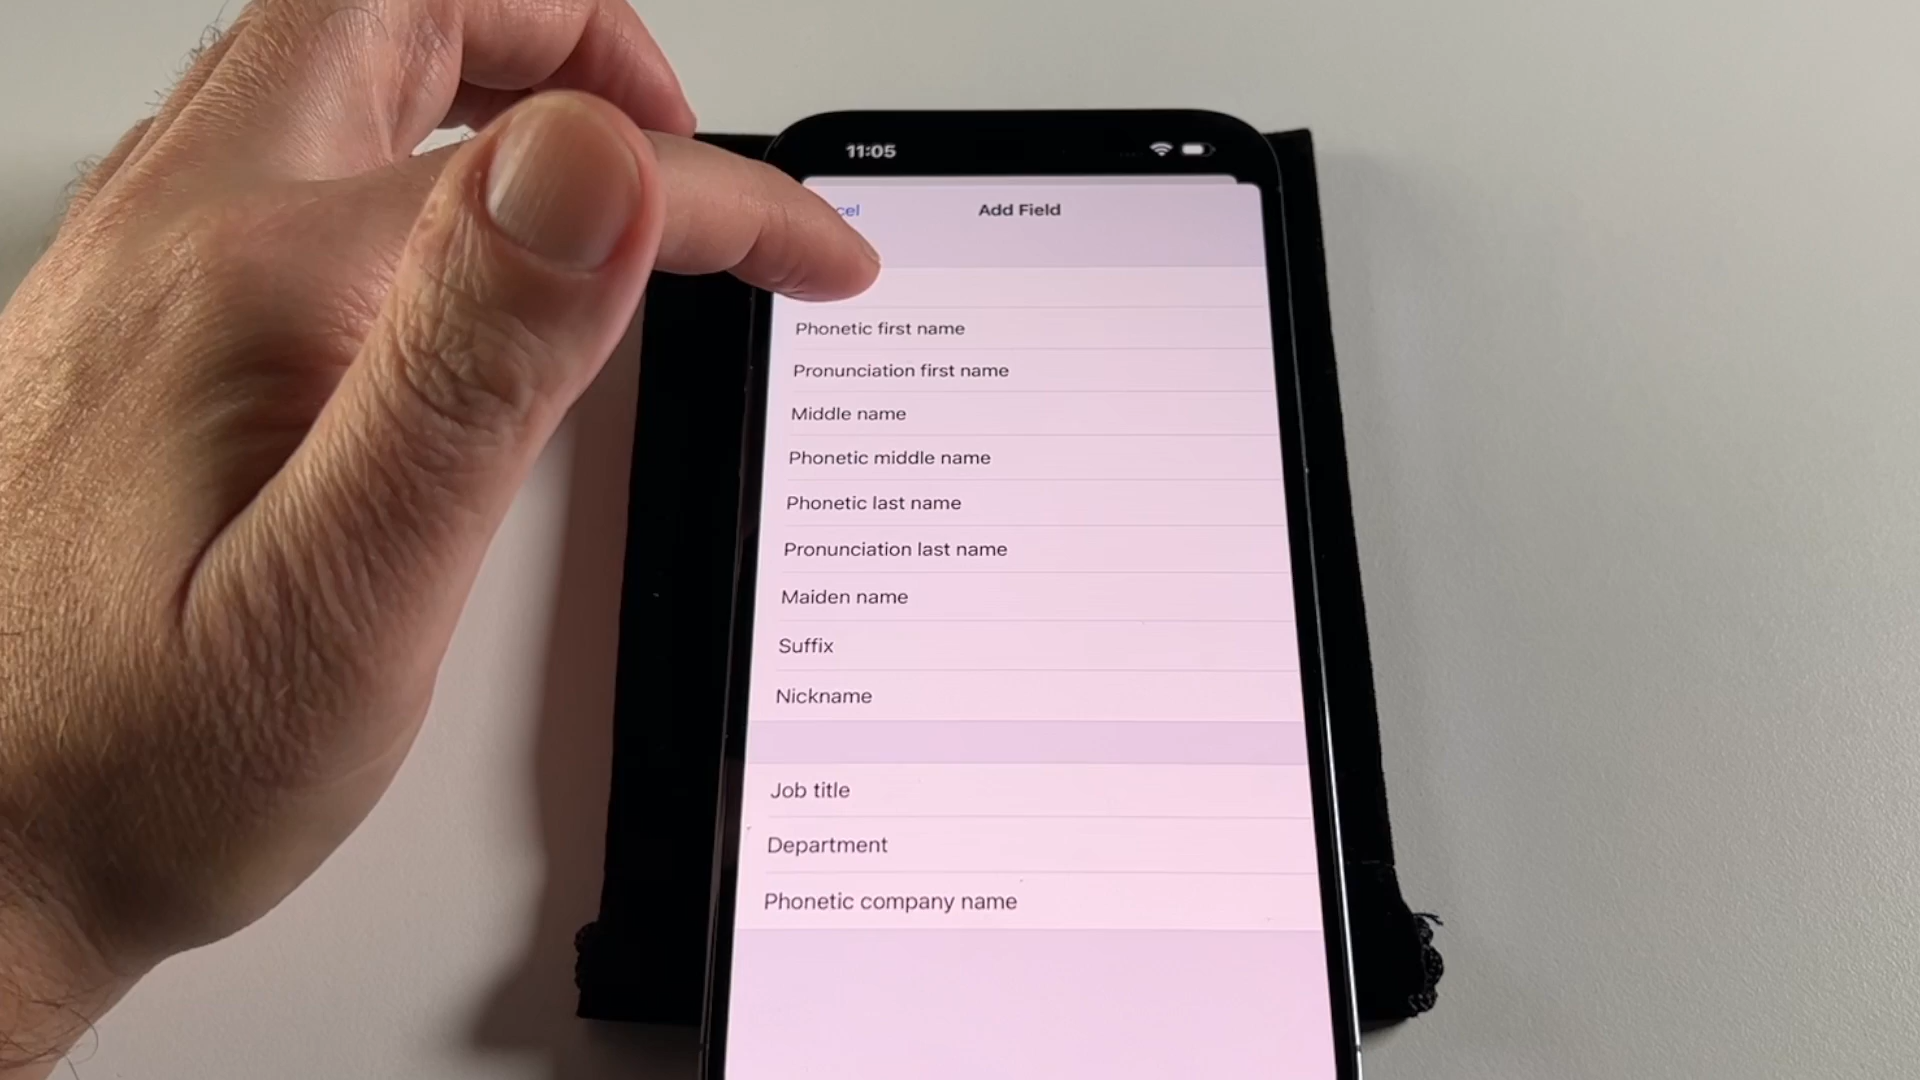 11:05
Add Field
Phonetic first name
Pronunciation first name
Middle name
Phonetic middle name
Phonetic last name
Pronunciation last name
Maiden name
Suffix
Nickname
Job title
Department
Phonetic company name